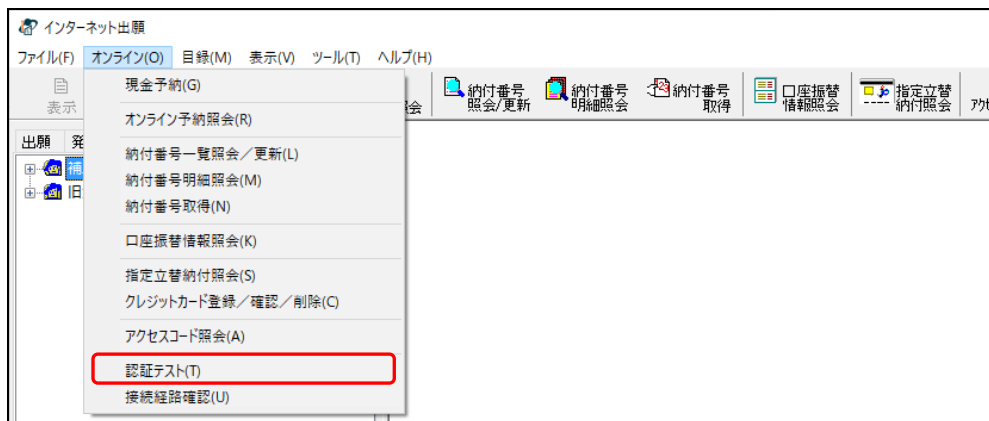 インターネット出願
ファイル(F) オンライン(O) 目録(M) 表示(V) ツール(T) ヘルプ(H)
表示
照会
納付番号
照会/更新
納付番号
明細照会
納付番号
取得
口座振替
情報照会
指定立替
納付照会
出願
現金予納(G)
オンライン予納照会(R)
納付番号一覧照会／更新(L)
納付番号明細照会(M)
納付番号取得(N)
口座振替情報照会(K)
指定立替納付照会(S)
クレジットカード登録／確認／削除(C)
アクセスコード照会(A)
認証テスト(T)
接続経路確認(U)
補
旧